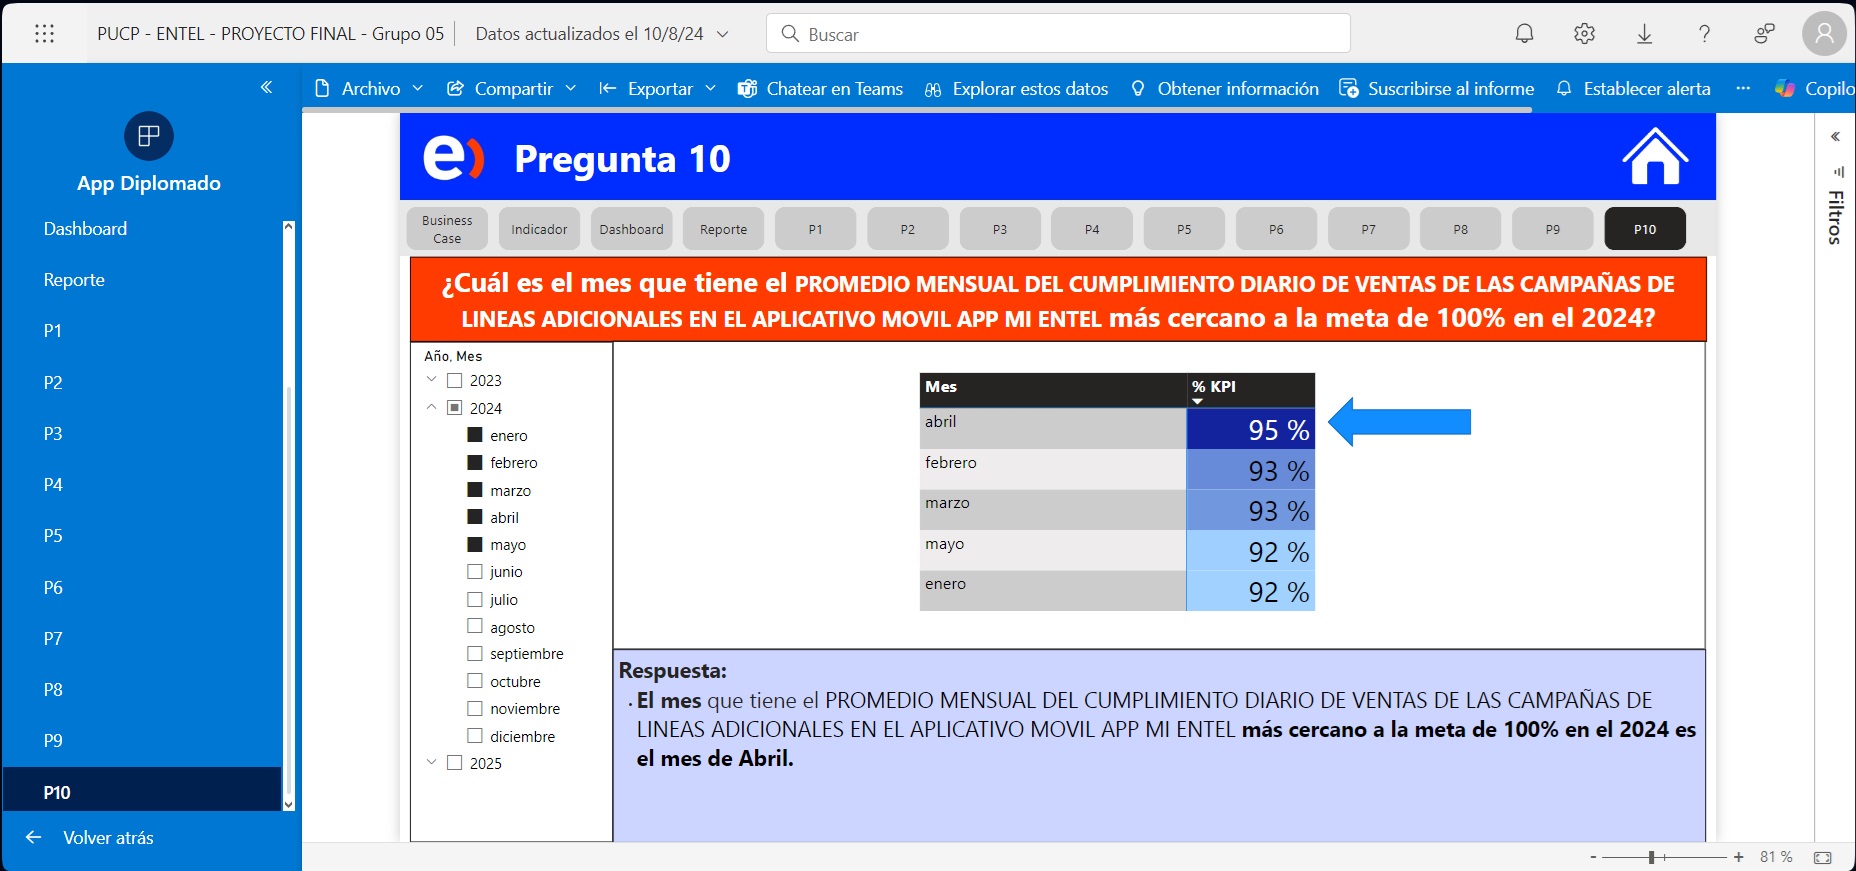 PUCP - ENTEL - PROYECTO FINAL - Grupo 05
Datos actualizados el 10/8/24
Buscar
Archivo
Compartir
Exportar
Chatear en Teams
Explorar estos datos
Obtener información
Suscribirse al informe
Establecer alerta
Copilo
App Diplomado
Dashboard
Reporte
P1
P2
P3
P4
P5
P6
P7
P8
P9
P10
Volver atrás
e)
Pregunta 10
Business Case
Indicador
Dashboard
Reporte
P1
P2
P3
P4
P5
P6
P7
P8
P9
P10
¿Cuál es el mes que tiene el PROMEDIO MENSUAL DEL CUMPLIMIENTO DIARIO DE VENTAS DE LAS CAMPAÑAS DE
LINEAS ADICIONALES EN EL APLICATIVO MOVIL APP MI ENTEL más cercano a la meta de 100% en el 2024?
Año, Mes
2023
2024
enero
febrero
marzo
abril
mayo
junio
julio
agosto
septiembre
octubre
noviembre
diciembre
2025
Mes % KPI
abril 95 %
febrero 93 %
marzo 93 %
mayo 92 %
enero 92 %
Respuesta:
· El mes que tiene el PROMEDIO MENSUAL DEL CUMPLIMIENTO DIARIO DE VENTAS DE LAS CAMPAÑAS DE
LINEAS ADICIONALES EN EL APLICATIVO MOVIL APP MI ENTEL más cercano a la meta de 100% en el 2024 es
el mes de Abril.
Filtros
- + 81 %